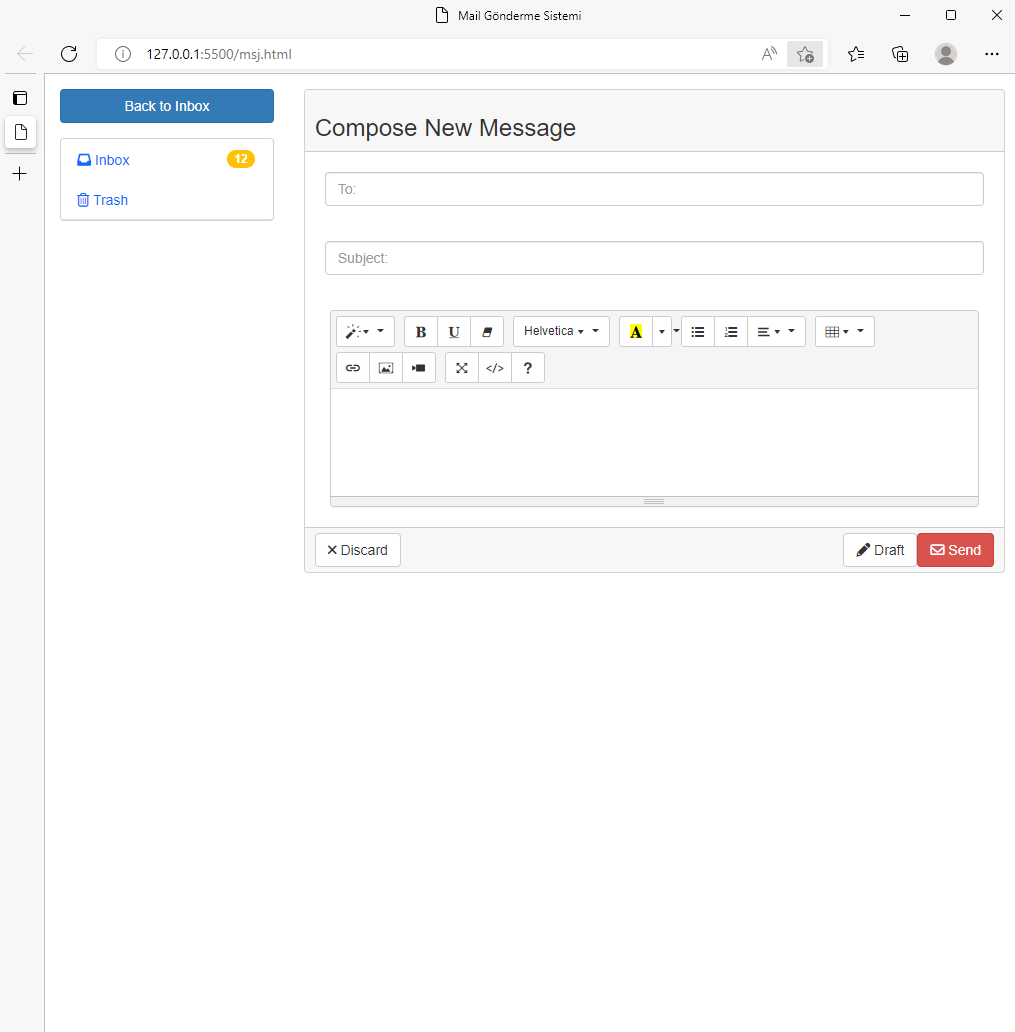 Mail Gönderme Sistemi
127.0.0.1:5500/msj.html
Back to Inbox
Inbox 12
Trash
Compose New Message
To:
Subject:
B U Helvetica A
</> ?
Discard Draft Send